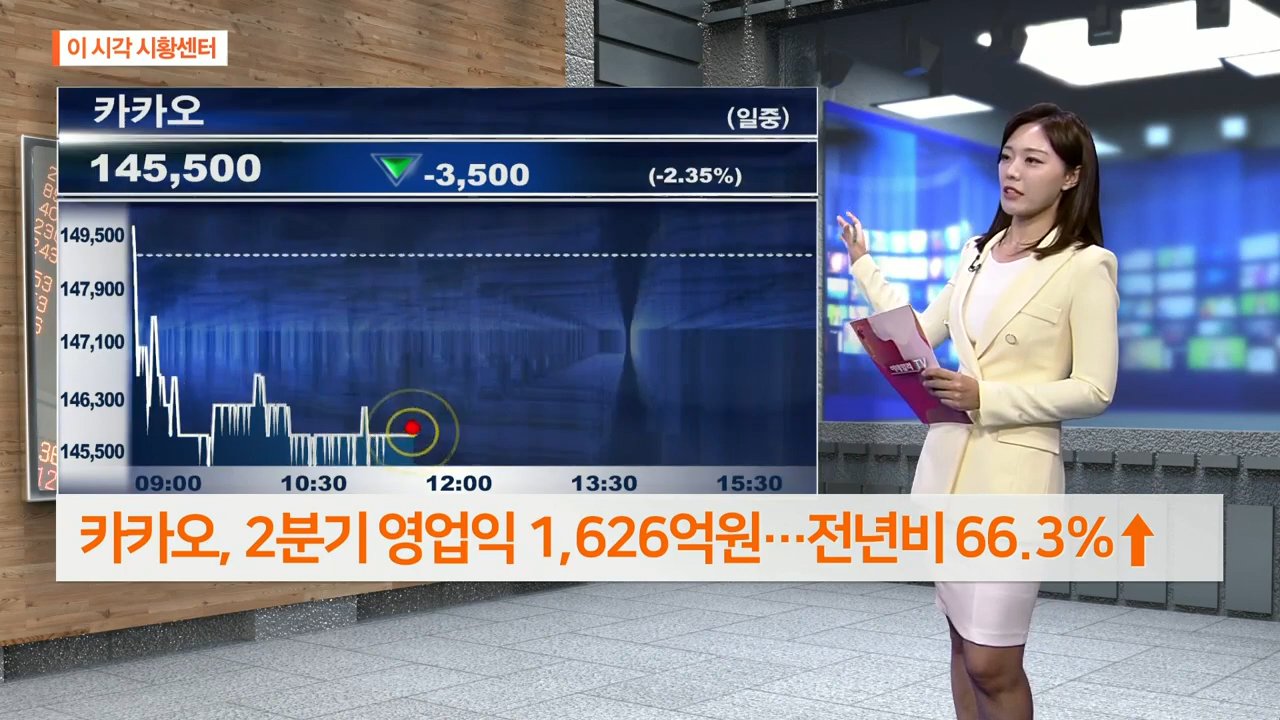 이 시각 시황센터
카카오
(일중)
145,500 -3,500 (-2.35%)
149,500
147,900
147,100
146,300
145,500
09:00 10:30 12:00 13:30 15:30
카카오, 2분기 영업익 1,626억원…전년비 66.3%↑